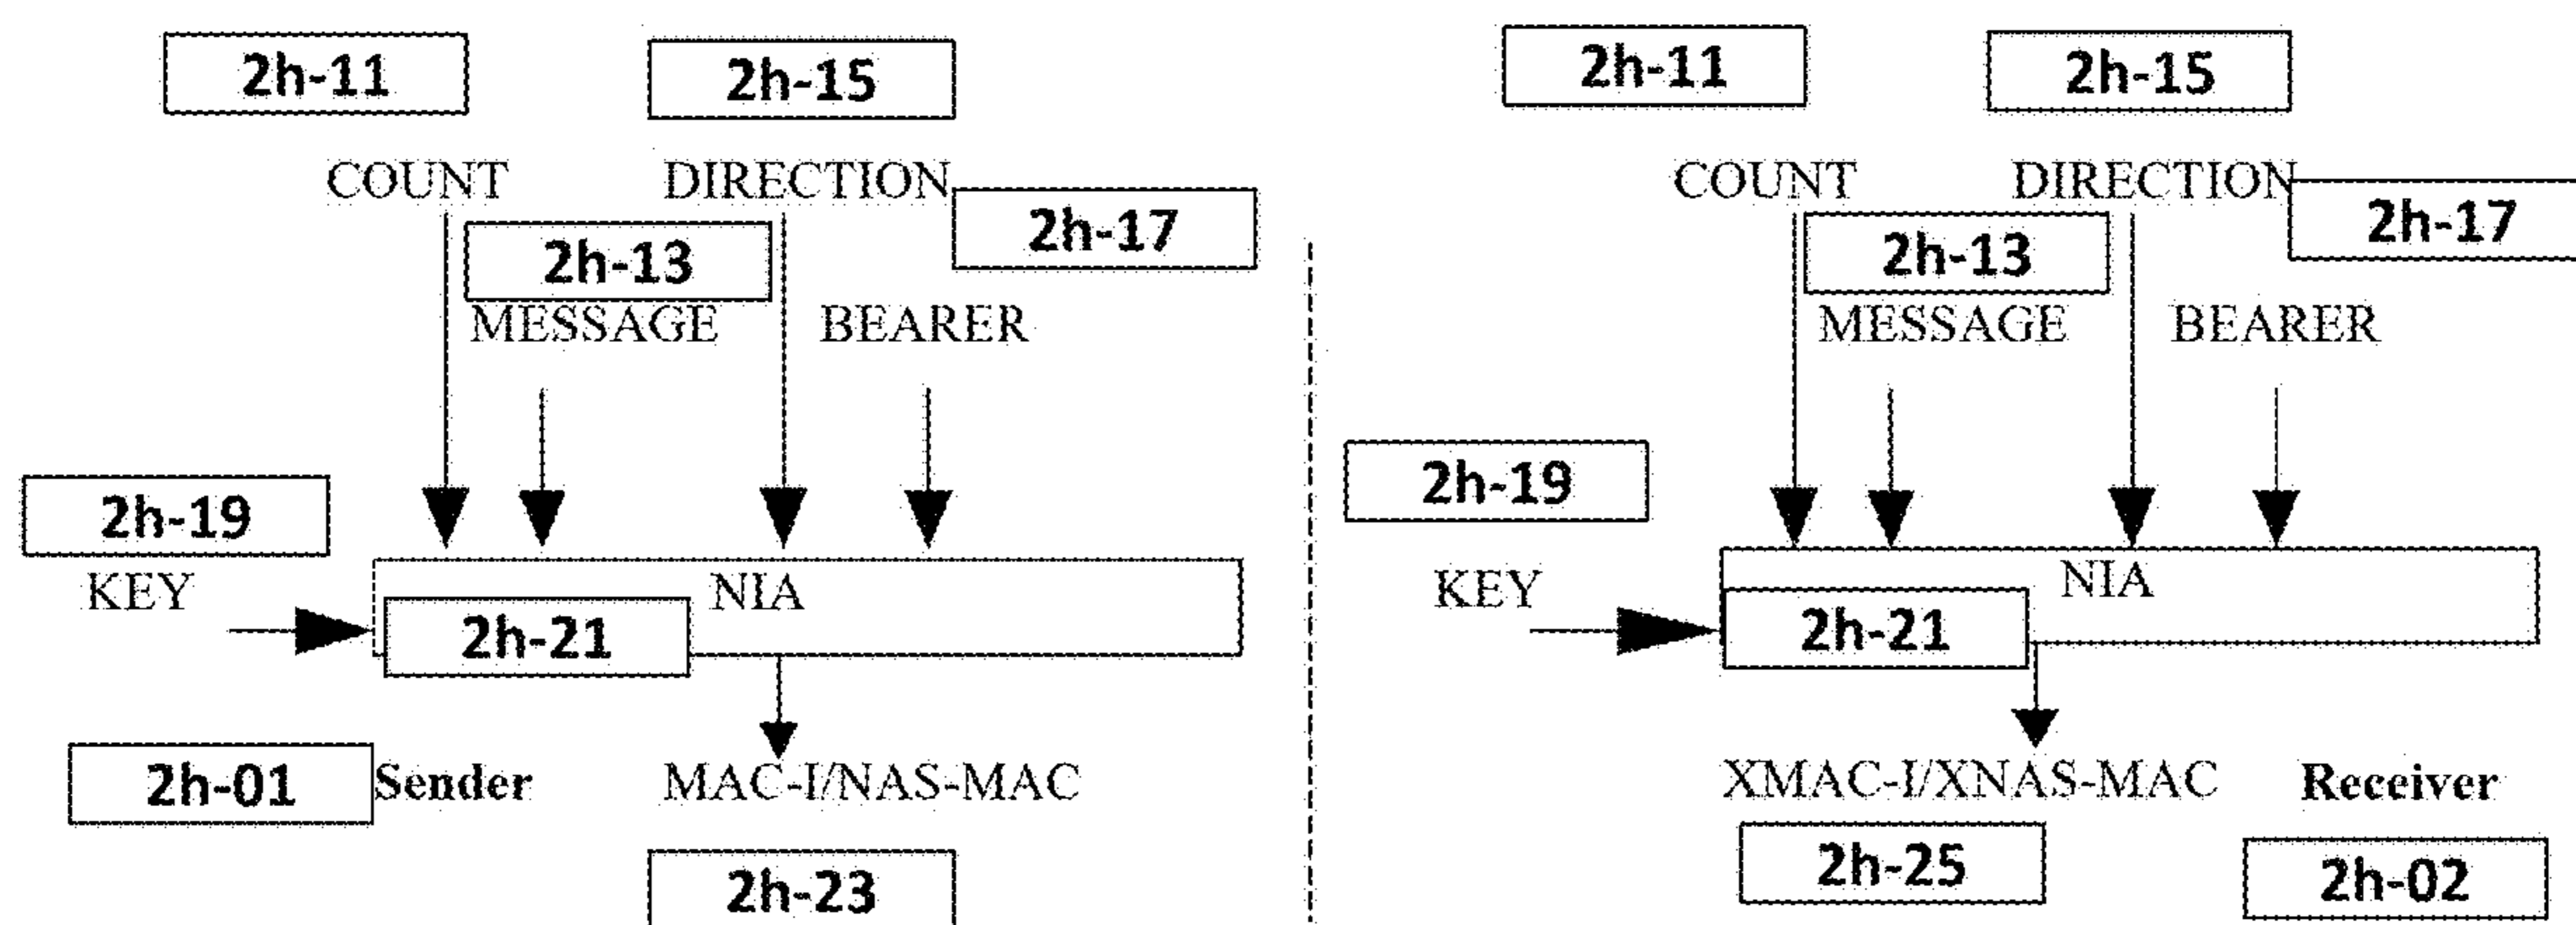 2h-11 2h-15 2h-11 2h-15
COUNT DIRECTION COUNT DIRECTION
2h-17 2h-17
2h-13 2h-13
MESSAGE BEARER MESSAGE BEARER
2h-19 2h-19
KEY NIA KEY NIA
2h-21 2h-21
2h-01 Sender MAC-I/NAS-MAC XMAC-I/XNAS-MAC Receiver
2h-23 2h-25 2h-02